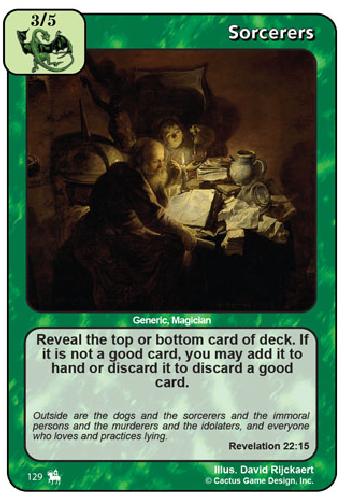 3/5
Sorcerers
Generic, Magician
Reveal the top or bottom card of deck. If
it is not a good card, you may add it to
hand or discard it to discard a good
card.
Outside are the dogs and the sorcerers and the immoral
persons and the murderers and the idolaters, and everyone
who loves and practices lying.
Revelation 22:15
129
Illus. David Rijckaert
© Cactus Game Design, Inc.